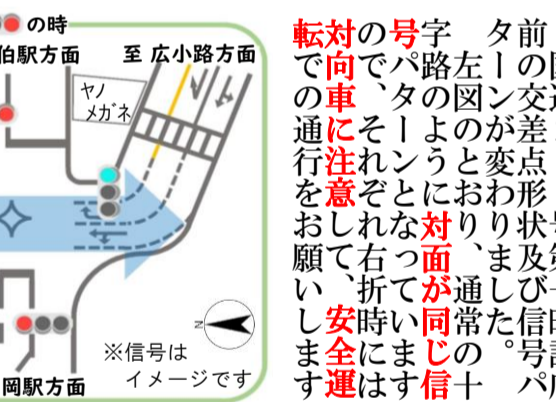 前の交差点形状及び信号パ
ターンが変わりました。
左図のとおり、通常の十
字路のように対面が同じ信
号パターンとなっています
ので、それぞれ右折時には
対向車に注意して、安全運
転での通行をお願いします
の時
伯駅方面
至 広小路方面
ヤノ
メガネ
N
※信号は
イメージです
岡駅方面